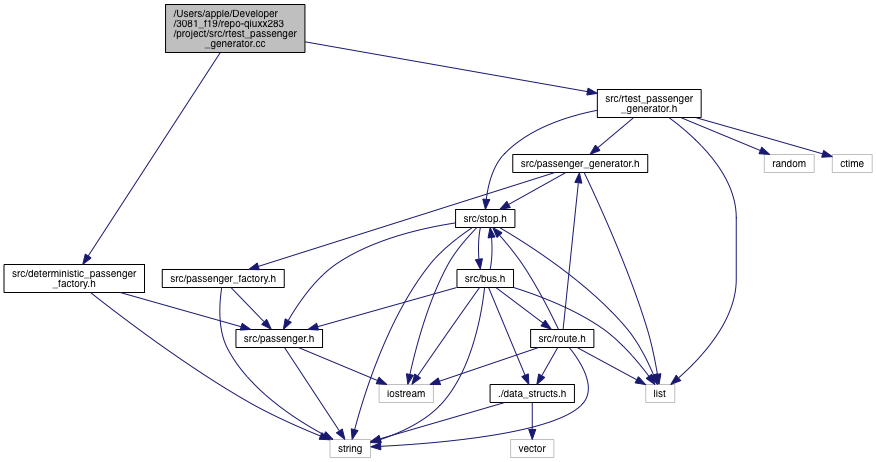 /Users/apple/Developer
/3081_f19/repo-qiuxx283
/project/src/rtest_passenger
_generator.cc
src/rtest_passenger
_generator.h
src/passenger_generator.h
random
ctime
src/stop.h
src/deterministic_passenger
_factory.h
src/passenger_factory.h
src/bus.h
src/passenger.h
src/route.h
iostream
./data_structs.h
list
string
vector